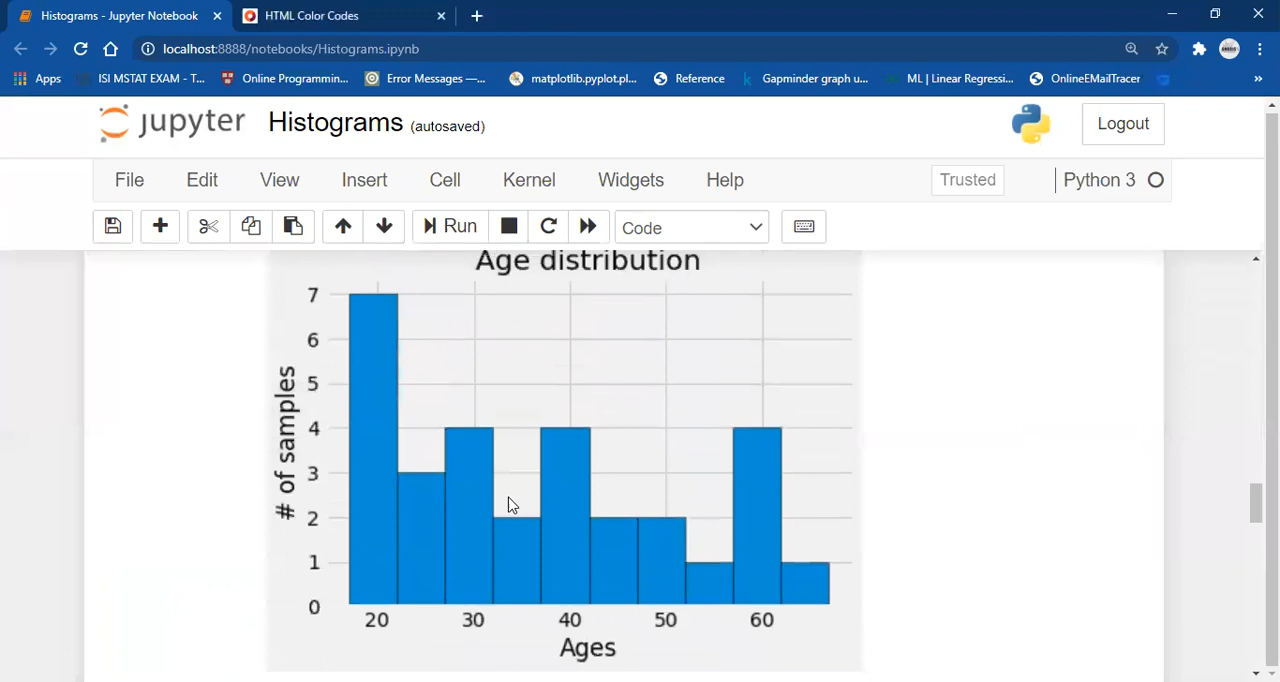 Histograms - Jupyter Notebook
HTML Color Codes
localhost:8888/notebooks/Histograms.ipynb
Apps
ISI MSTAT EXAM - T...
Online Programmin...
Error Messages —...
matplotlib.pyplot.pl...
Reference
k Gapminder graph u...
ML | Linear Regressi...
OnlineEMailTracer
»
jupyter Histograms (autosaved)
Logout
File Edit View Insert Cell Kernel Widgets Help
Trusted
Python 3
Run
Code
Age distribution
7
6
5
4
3
2
1
0
# of samples
20 30 40 50 60
Ages